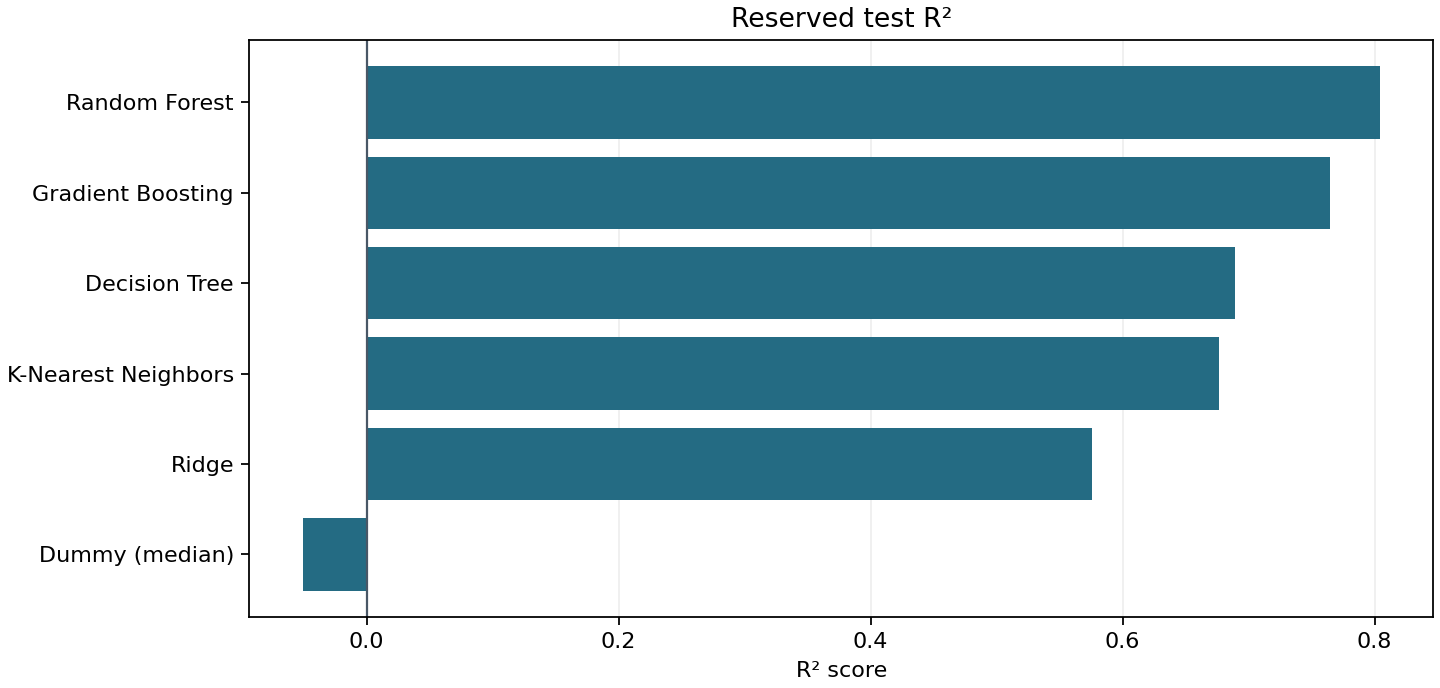 Reserved test R²
Random Forest
Gradient Boosting
Decision Tree
K-Nearest Neighbors
Ridge
Dummy (median)
0.0 0.2 0.4 0.6 0.8
R² score